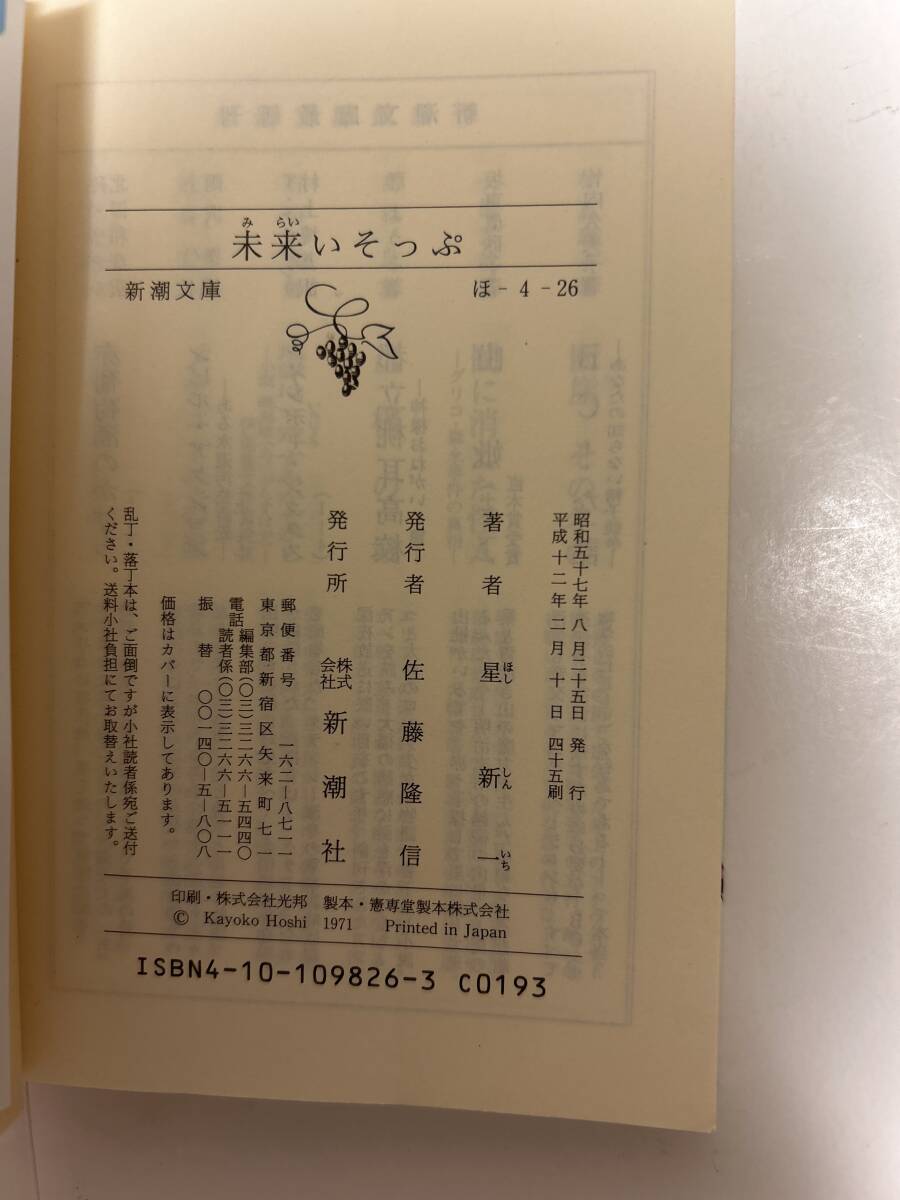 未来いそっぷ
みらい
新潮文庫 ほ-4-26
昭和五十七年八月二十五日 発行
平成十二年二月十日 四十五刷
著者 星新一
ほし しん いち
発行者 佐藤隆信
発行所 株式会社 新潮社
郵便番号 一六二―八七一一
東京都新宿区矢来町七一
電話 編集部(〇三)三二六六―五四四〇
読者係(〇三)三二六六―五一一一
振替 〇〇一四〇―五―八〇八
価格はカバーに表示してあります。
乱丁・落丁本は、ご面倒ですが小社読者係宛ご送付
ください。送料小社負担にてお取替えいたします。
印刷・株式会社光邦 製本・憲専堂製本株式会社
© Kayoko Hoshi 1971 Printed in Japan
ISBN4-10-109826-3 C0193